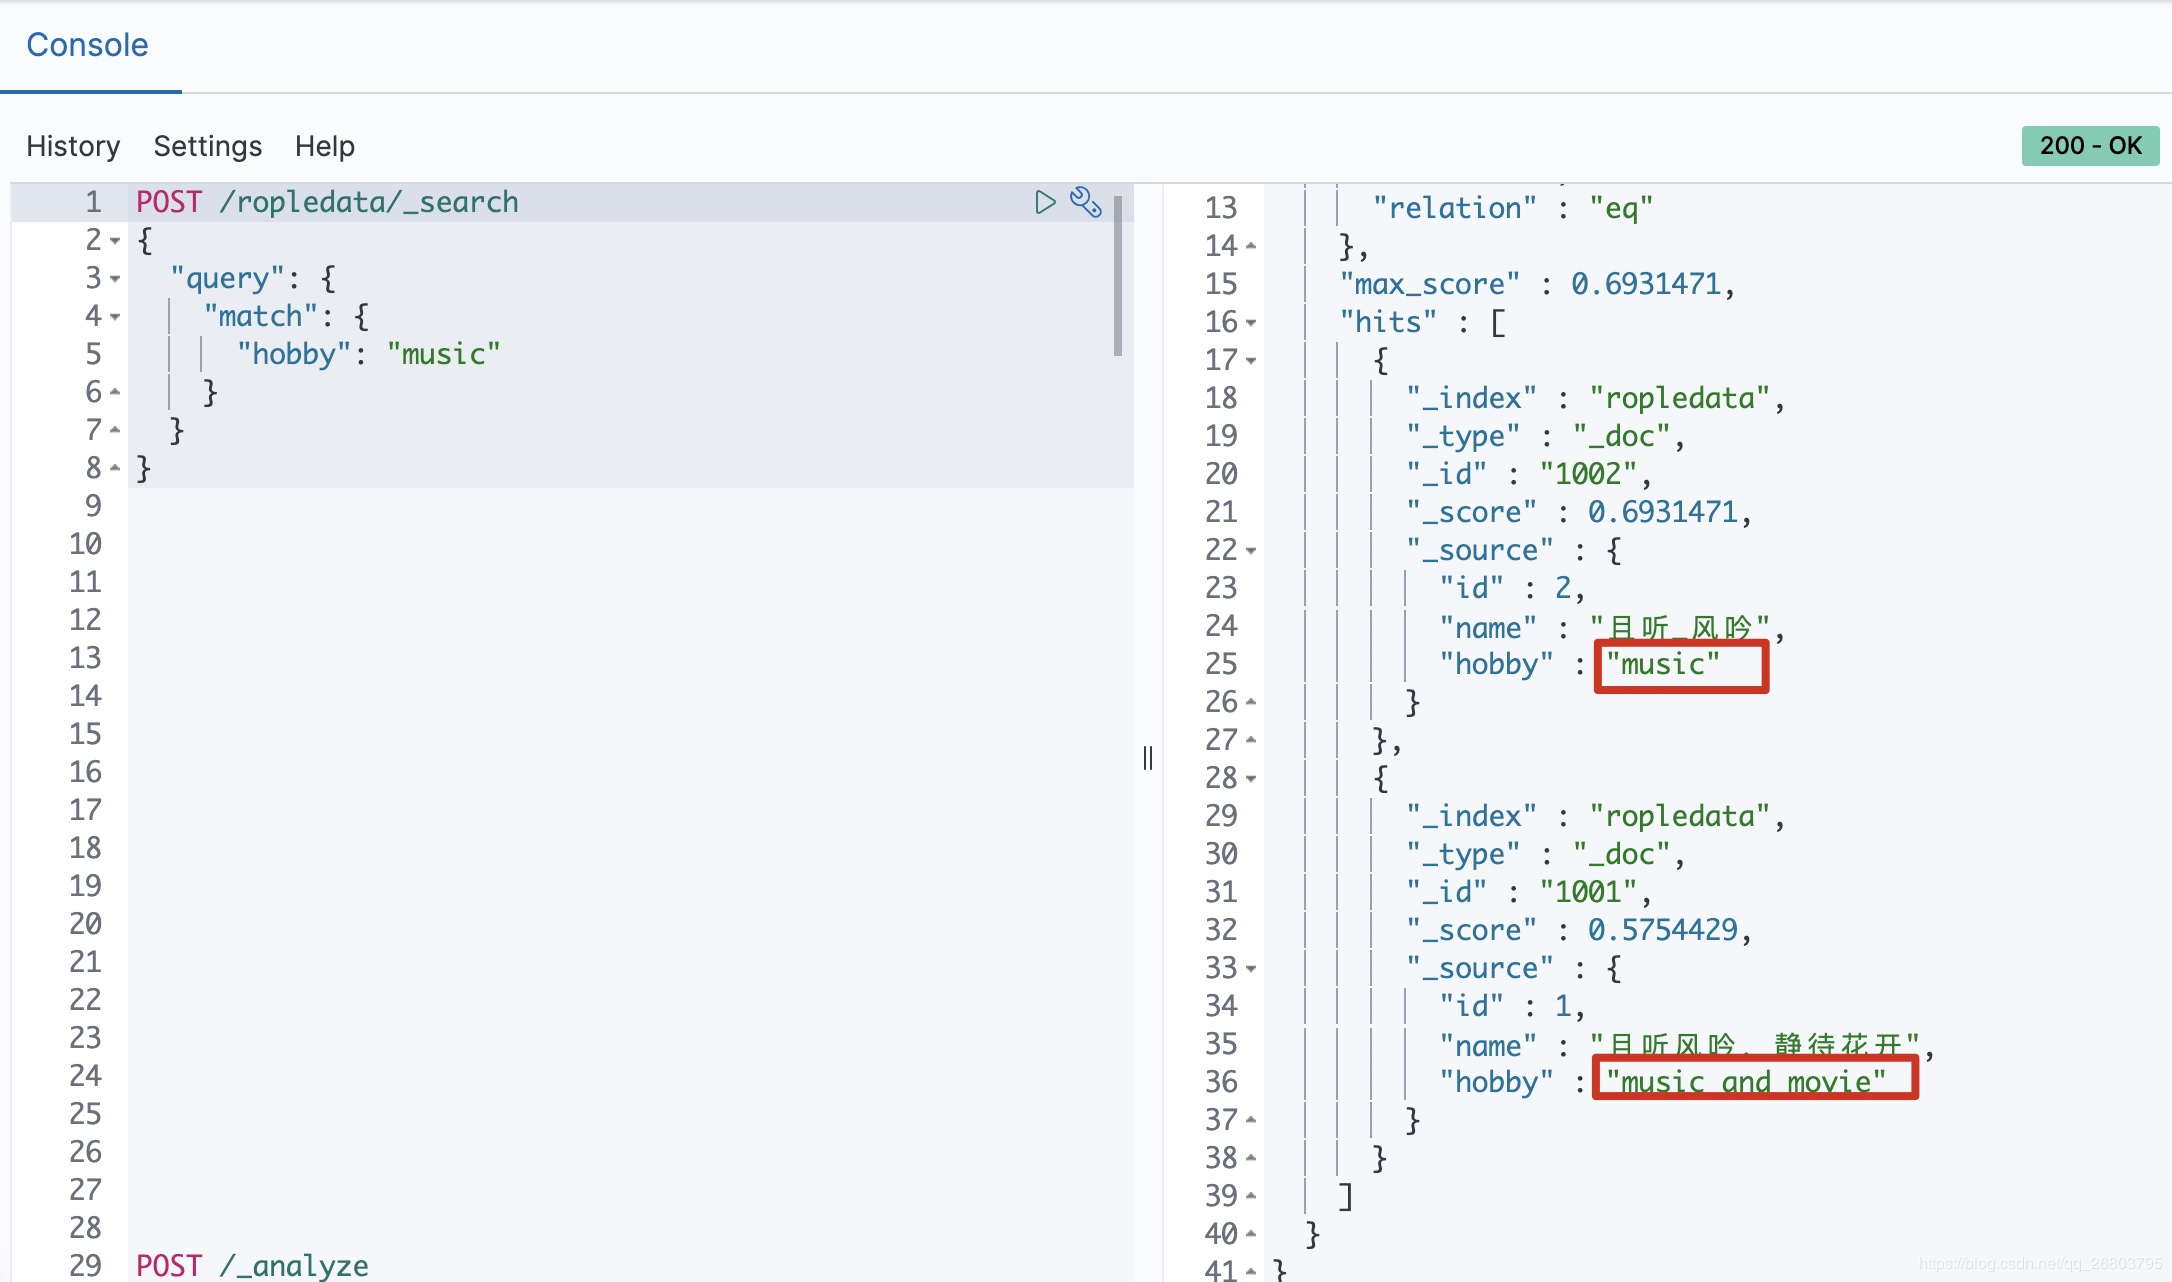 Console
History Settings Help
200 - OK
1 POST /ropledata/_search
2 {
3 "query": {
4 "match": {
5 "hobby": "music"
6 }
7 }
8 }
9
10
11
12
13
14
15
16
17
18
19
20
21
22
23
24
25
26
27
28
29 POST /_analyze
13 "relation" : "eq"
14 },
15 "max_score" : 0.6931471,
16 "hits" : [
17 {
18 "_index" : "ropledata",
19 "_type" : "_doc",
20 "_id" : "1002",
21 "_score" : 0.6931471,
22 "_source" : {
23 "id" : 2,
24 "name" : "且听_风吟",
25 "hobby" : "music"
26 }
27 },
28 {
29 "_index" : "ropledata",
30 "_type" : "_doc",
31 "_id" : "1001",
32 "_score" : 0.5754429,
33 "_source" : {
34 "id" : 1,
35 "name" : "且听风吟，静待花开",
36 "hobby" : "music and movie"
37 }
38 }
39 ]
40 }
41 }
https://blog.csdn.net/qq_26803795